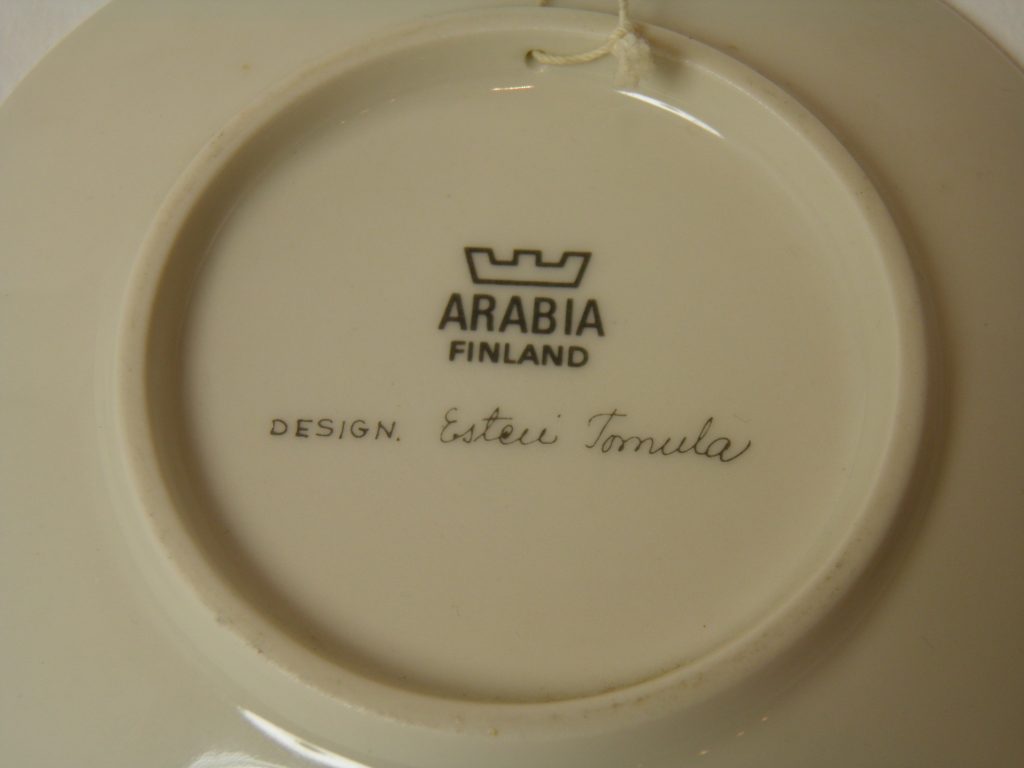 ARABIA
FINLAND
DESIGN. Esteri Tomula